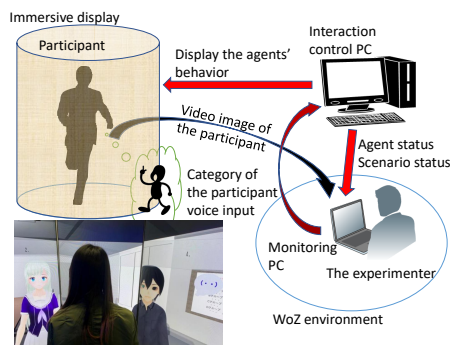 Immersive display
Participant
Interaction
control PC
Display the agents'
behavior
Video image of
the participant
Agent status
Scenario status
Category of
the participant
voice input
Monitoring
PC
The experimenter
WoZ environment